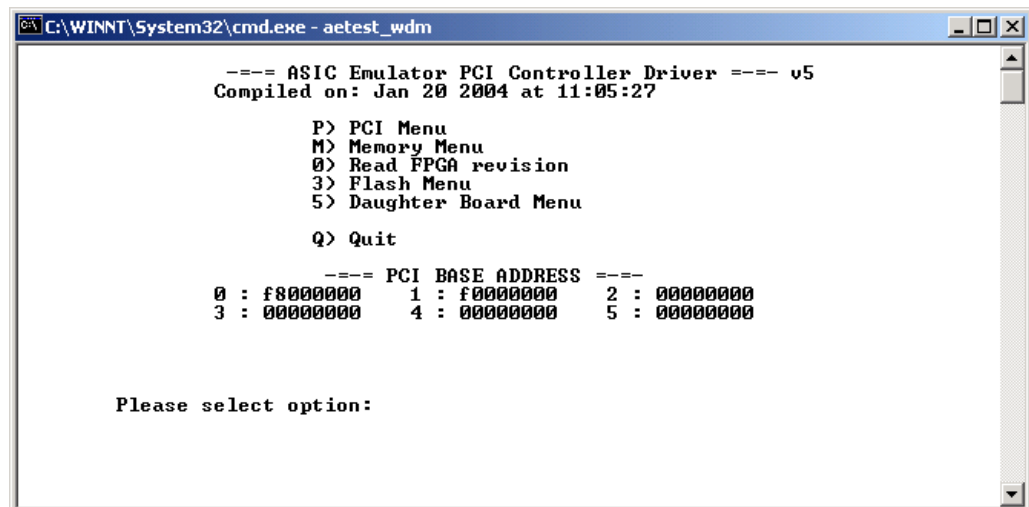 C:\WINNT\System32\cmd.exe - aetest_wdm
-=-= ASIC Emulator PCI Controller Driver =-=- v5
Compiled on: Jan 20 2004 at 11:05:27
P) PCI Menu
M) Memory Menu
0) Read FPGA revision
3) Flash Menu
5) Daughter Board Menu
Q) Quit
-=-= PCI BASE ADDRESS =-=-
0 : f8000000 1 : f0000000 2 : 00000000
3 : 00000000 4 : 00000000 5 : 00000000
Please select option: